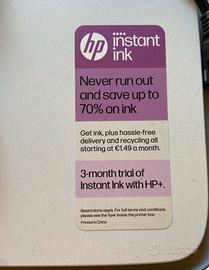 hp instant
ink
Never run out
and save up to
70% on ink
Get ink, plus hassle-free
delivery and recycling all
starting at €1.49 a month.
3-month trial of
Instant Ink with HP+.
Restrictions apply. For full terms and conditions
please see the flyer inside the printer box.
Printed in China